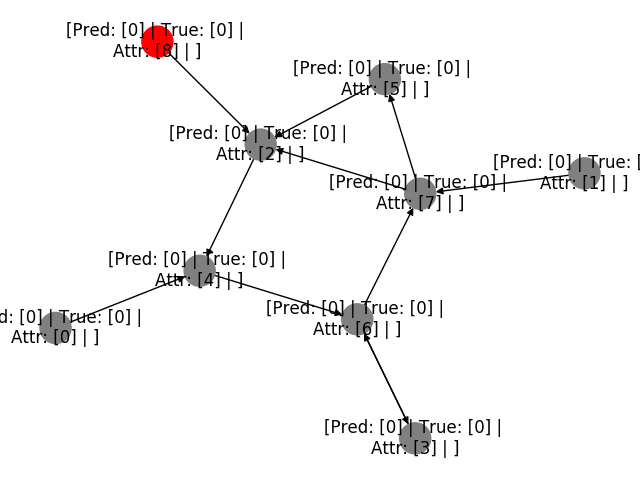 [Pred: [0] | True: [0] |
Attr: [8] | ]
[Pred: [0] | True: [0] |
Attr: [5] | ]
[Pred: [0] | True: [0] |
Attr: [2] | ]
[Pred: [0] | True: [
Attr: [1] | ]
[Pred: [0] | True: [0] |
Attr: [7] | ]
[Pred: [0] | True: [0] |
Attr: [4] | ]
[Pred: [0] | True: [0] |
Attr: [6] | ]
d: [0] | True: [0] |
Attr: [0] | ]
[Pred: [0] | True: [0] |
Attr: [3] | ]